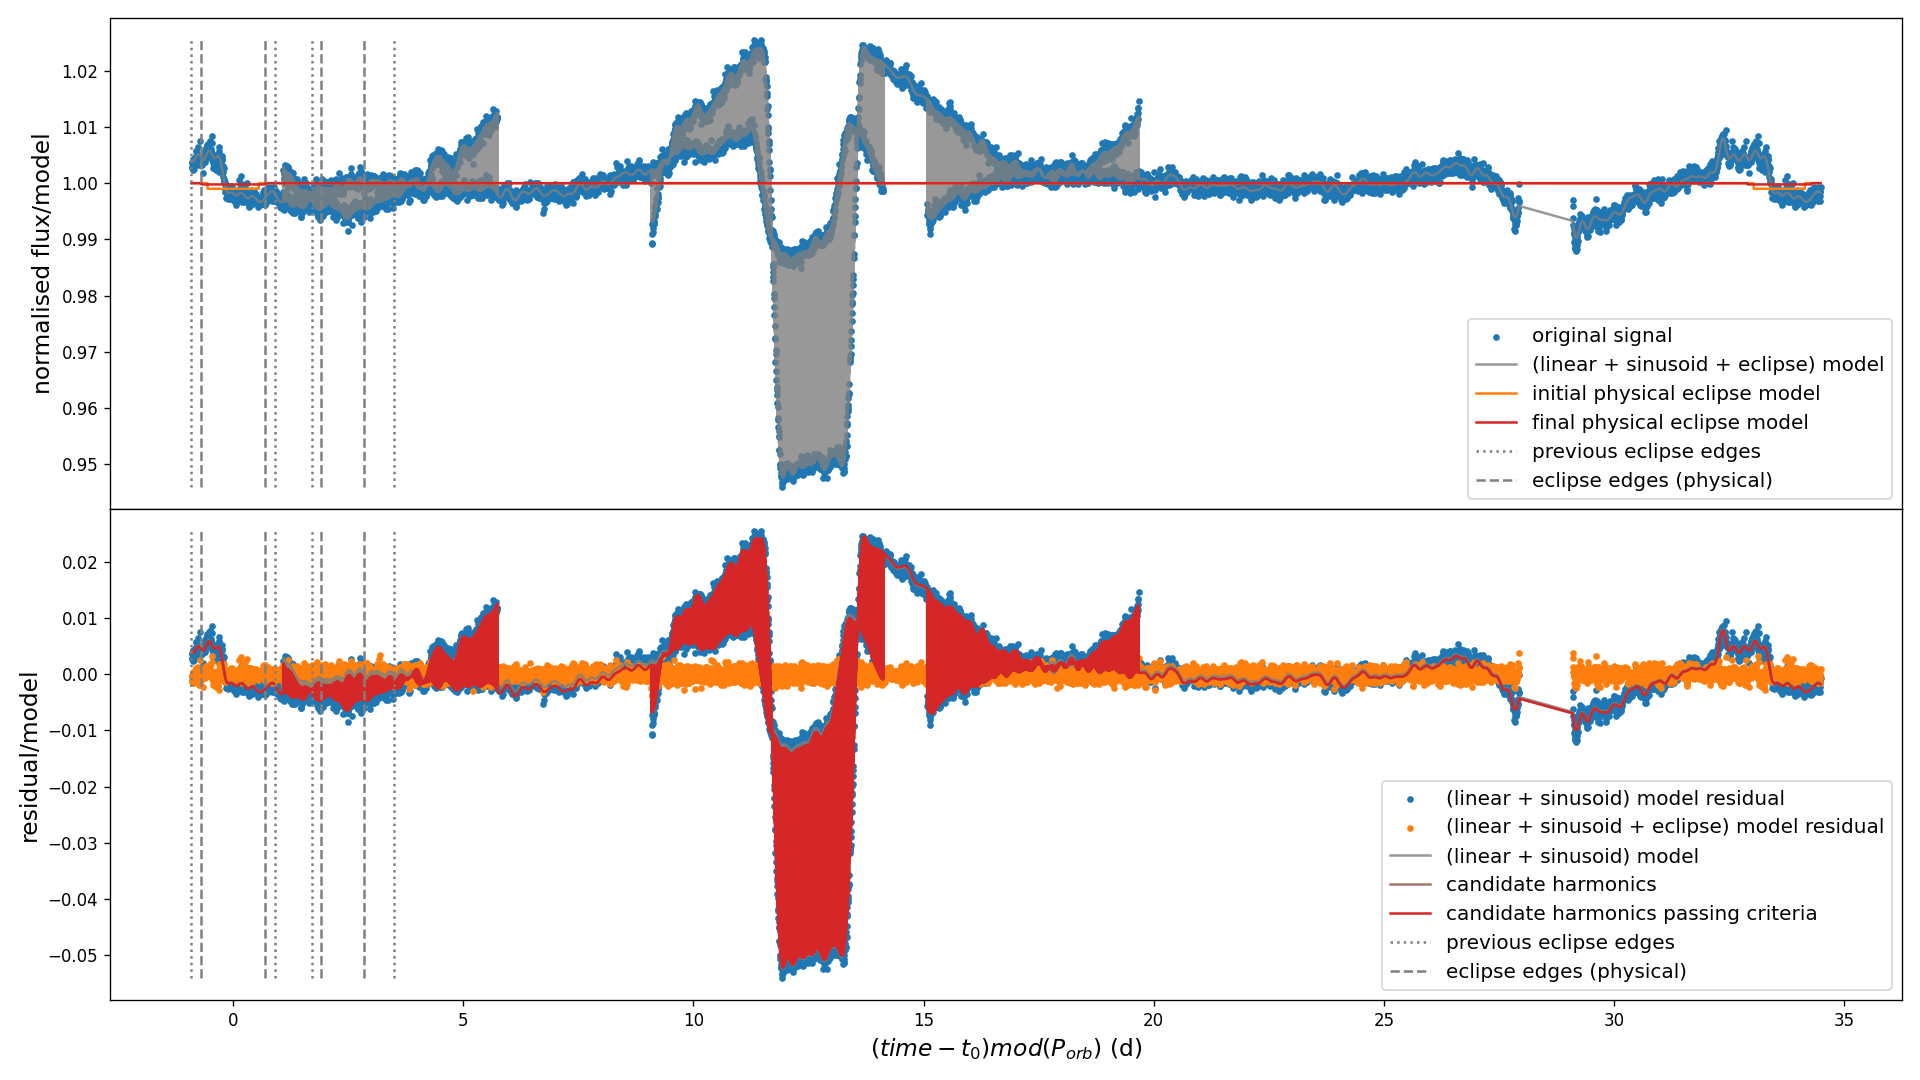 normalised flux/model
1.02
1.01
1.00
0.99
0.98
0.97
0.96
0.95
original signal
(linear + sinusoid + eclipse) model
initial physical eclipse model
final physical eclipse model
previous eclipse edges
eclipse edges (physical)
residual/model
0.02
0.01
0.00
−0.01
−0.02
−0.03
−0.04
−0.05
(linear + sinusoid) model residual
(linear + sinusoid + eclipse) model residual
(linear + sinusoid) model
candidate harmonics
candidate harmonics passing criteria
previous eclipse edges
eclipse edges (physical)
0 5 10 15 20 25 30 35
(time − t₀)mod(Pₒᵣb) (d)